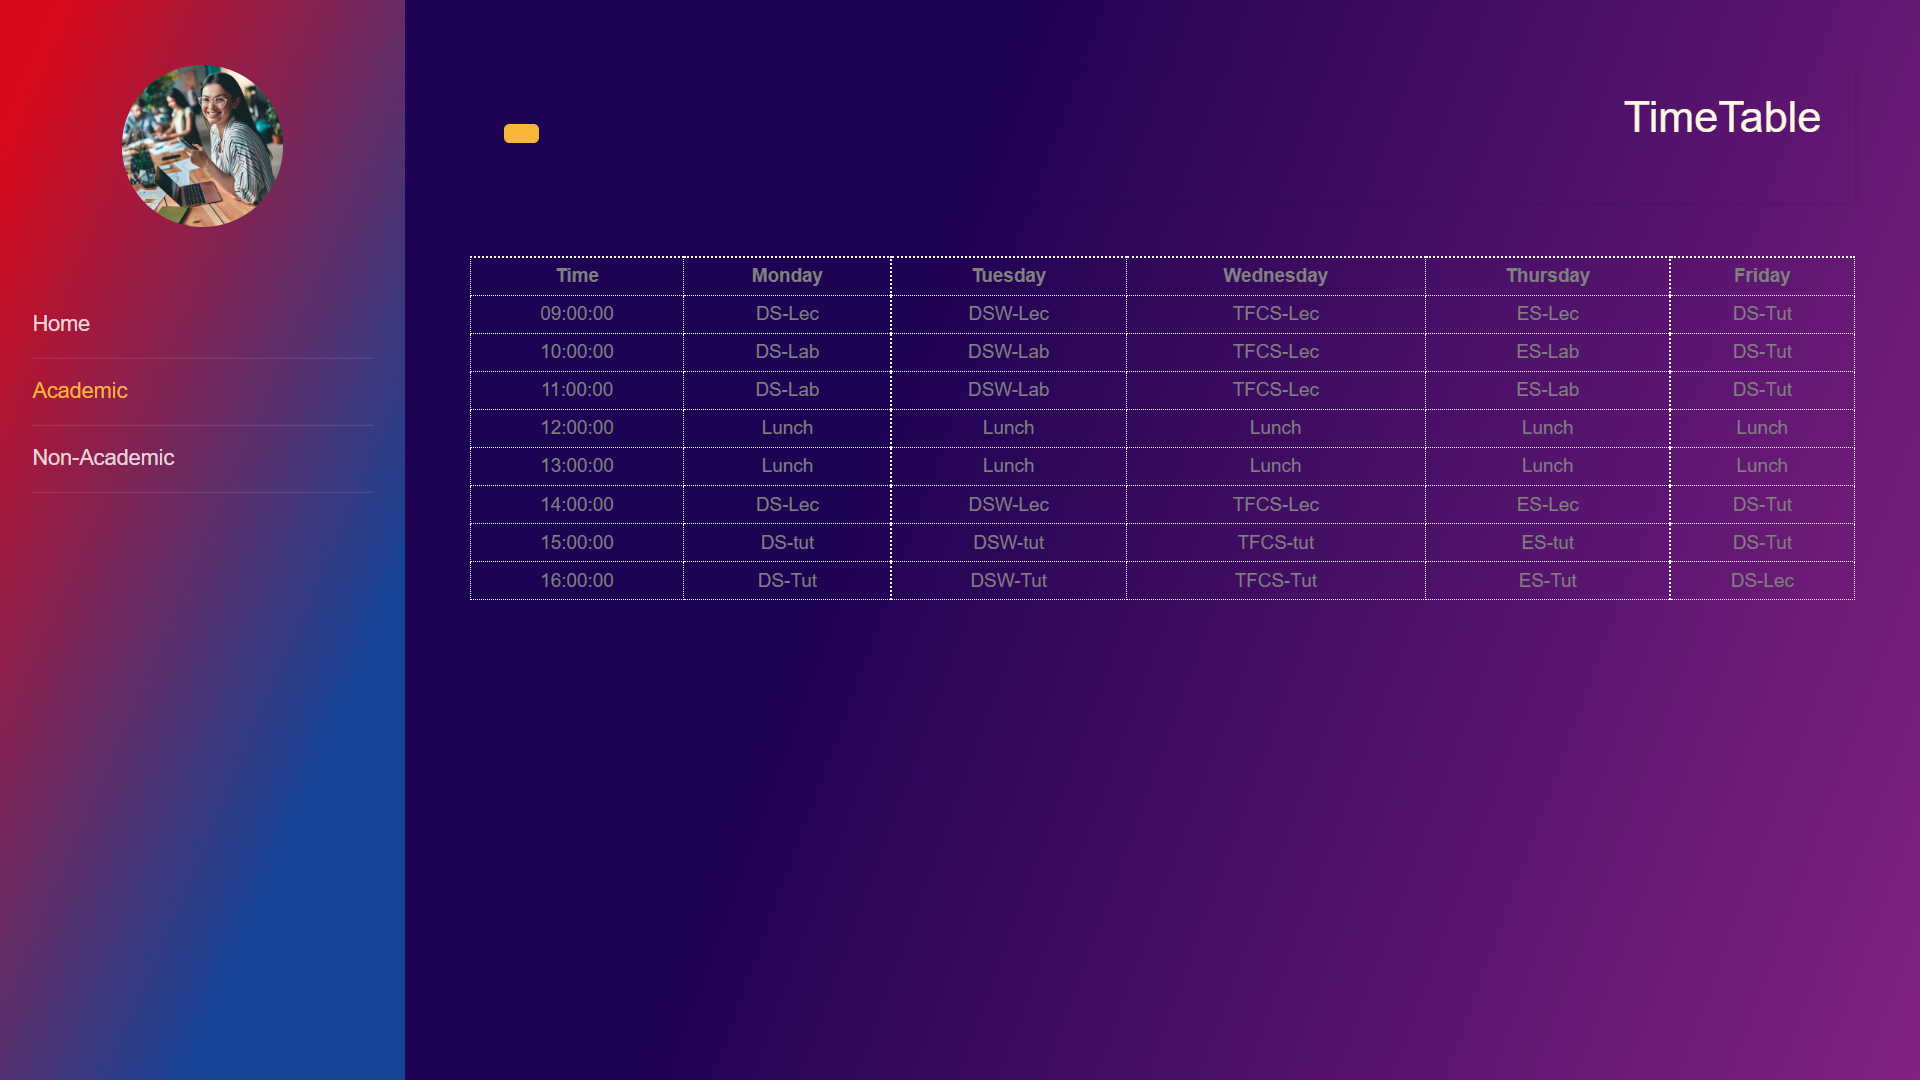 TimeTable
Home
Academic
Non-Academic
Time Monday Tuesday Wednesday Thursday Friday
09:00:00 DS-Lec DSW-Lec TFCS-Lec ES-Lec DS-Tut
10:00:00 DS-Lab DSW-Lab TFCS-Lec ES-Lab DS-Tut
11:00:00 DS-Lab DSW-Lab TFCS-Lec ES-Lab DS-Tut
12:00:00 Lunch Lunch Lunch Lunch Lunch
13:00:00 Lunch Lunch Lunch Lunch Lunch
14:00:00 DS-Lec DSW-Lec TFCS-Lec ES-Lec DS-Tut
15:00:00 DS-tut DSW-tut TFCS-tut ES-tut DS-Tut
16:00:00 DS-Tut DSW-Tut TFCS-Tut ES-Tut DS-Lec